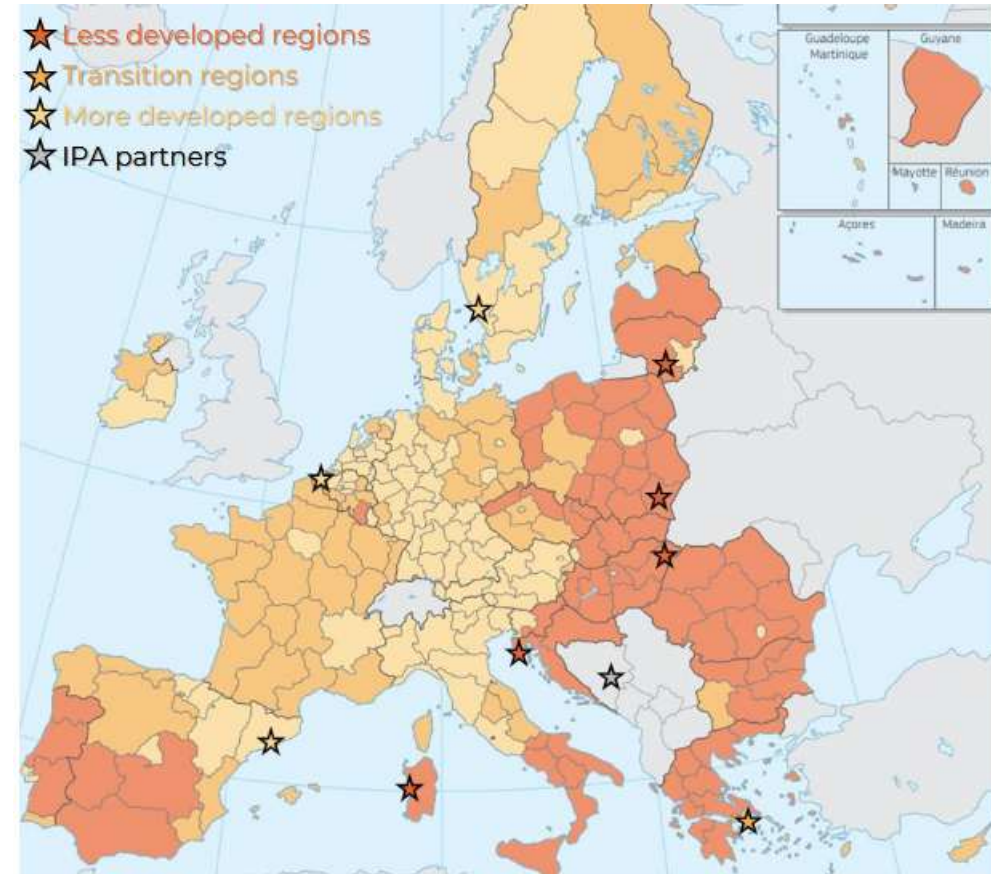 Less developed regions
Transition regions
More developed regions
IPA partners
Guadeloupe
Martinique
Guyane
Mayotte
Réunion
Açores
Madeira